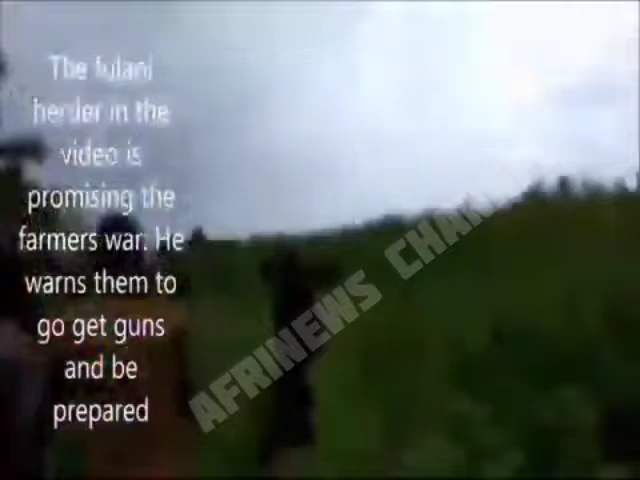 The fulani
herder in the
video is
promising the
farmers war. He
warns them to
go get guns
and be
prepared
AFRINEWS CHAN